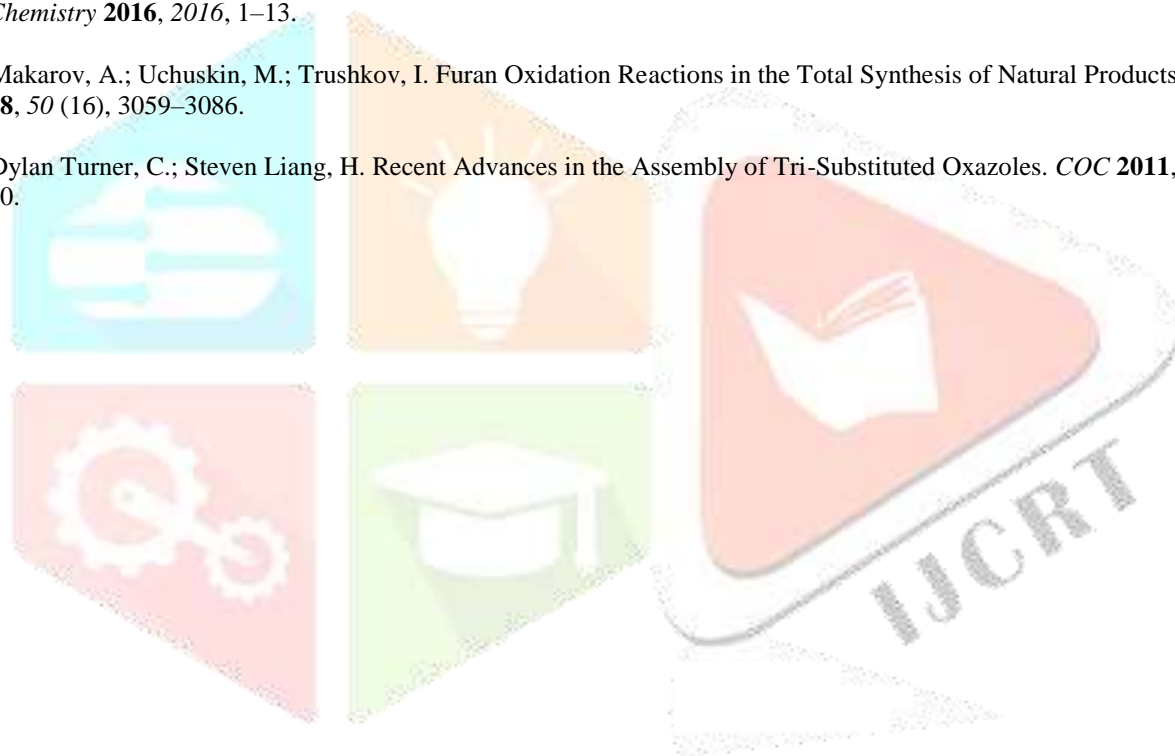 Chemistry 2016, 2016, 1–13.
Makarov, A.; Uchuskin, M.; Trushkov, I. Furan Oxidation Reactions in the Total Synthesis of Natural Products
8, 50 (16), 3059–3086.
Dylan Turner, C.; Steven Liang, H. Recent Advances in the Assembly of Tri-Substituted Oxazoles. COC 2011,
0.
IJCRT